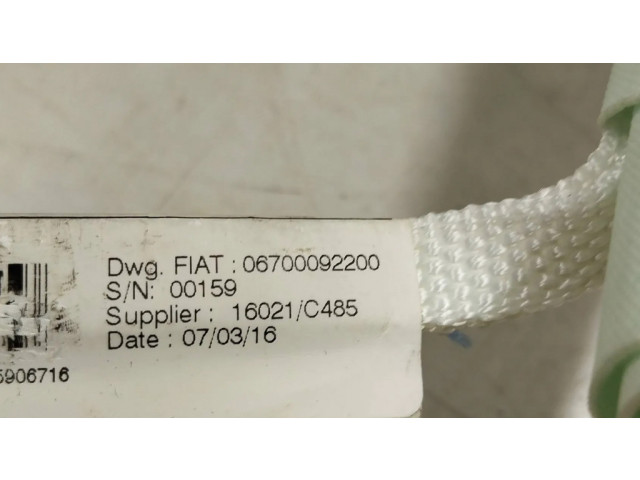 Dwg. FIAT : 06700092200
S/N: 00159
Supplier : 16021/C485
Date : 07/03/16
5906716